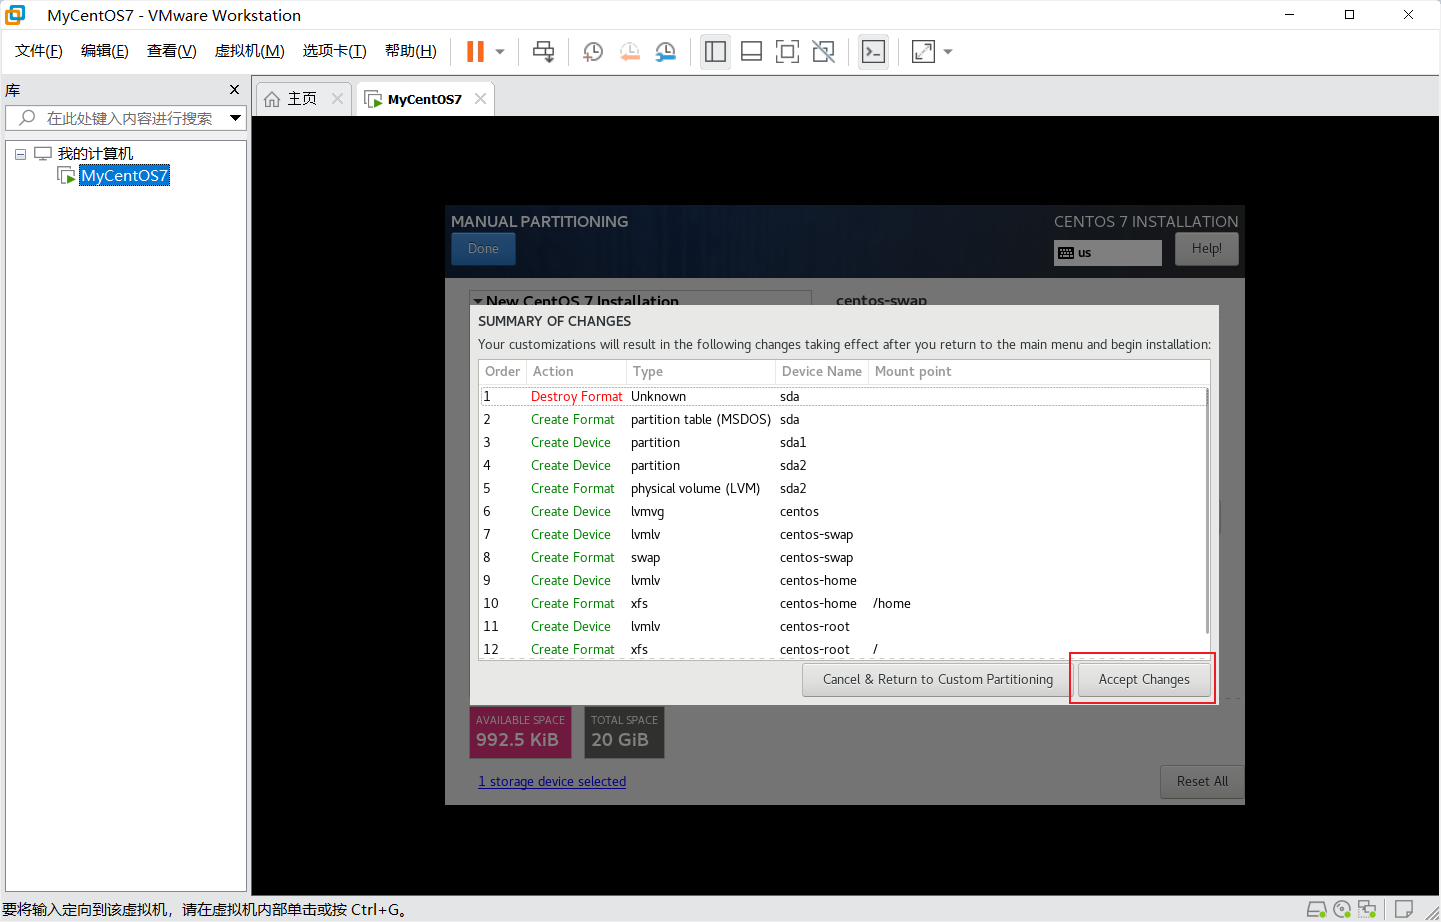 MyCentOS7 - VMware Workstation
文件(F) 编辑(E) 查看(V) 虚拟机(M) 选项卡(T) 帮助(H)
库
主页
MyCentOS7
在此处键入内容进行搜索
我的计算机
MyCentOS7
MANUAL PARTITIONING
CENTOS 7 INSTALLATION
Done
us
Help!
New CentOS 7 Installation
centos-swap
SUMMARY OF CHANGES
Your customizations will result in the following changes taking effect after you return to the main menu and begin installation:
Order Action Type Device Name Mount point
1 Destroy Format Unknown sda
2 Create Format partition table (MSDOS) sda
3 Create Device partition sda1
4 Create Device partition sda2
5 Create Format physical volume (LVM) sda2
6 Create Device lvmvg centos
7 Create Device lvmlv centos-swap
8 Create Format swap centos-swap
9 Create Device lvmlv centos-home
10 Create Format xfs centos-home /home
11 Create Device lvmlv centos-root
12 Create Format xfs centos-root /
Cancel & Return to Custom Partitioning
Accept Changes
AVAILABLE SPACE
992.5 KiB
TOTAL SPACE
20 GiB
1 storage device selected
Reset All
要将输入定向到该虚拟机，请在虚拟机内部单击或按 Ctrl+G。